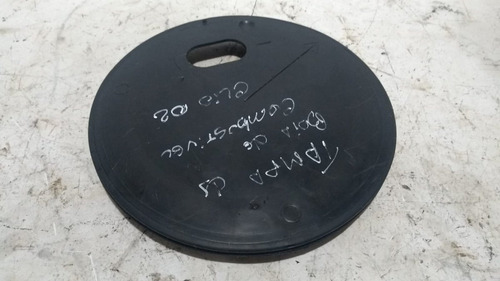 TAMPA da
Boia de
Combustivel
Clio 02